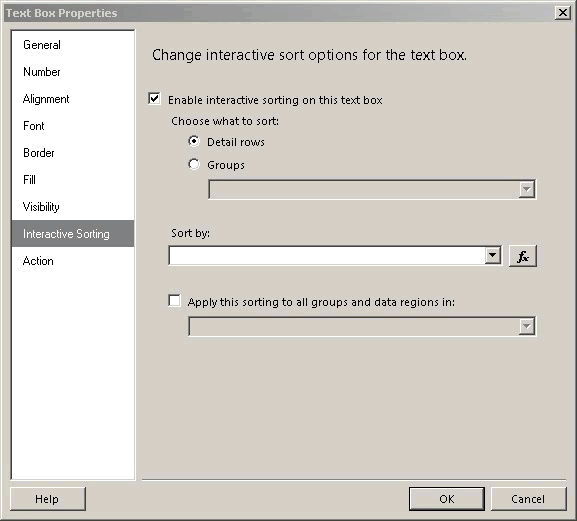 Text Box Properties
General
Number
Alignment
Font
Border
Fill
Visibility
Interactive Sorting
Action
Change interactive sort options for the text box.
Enable interactive sorting on this text box
Choose what to sort:
Detail rows
Groups
Sort by:
fx
Apply this sorting to all groups and data regions in:
Help
OK
Cancel